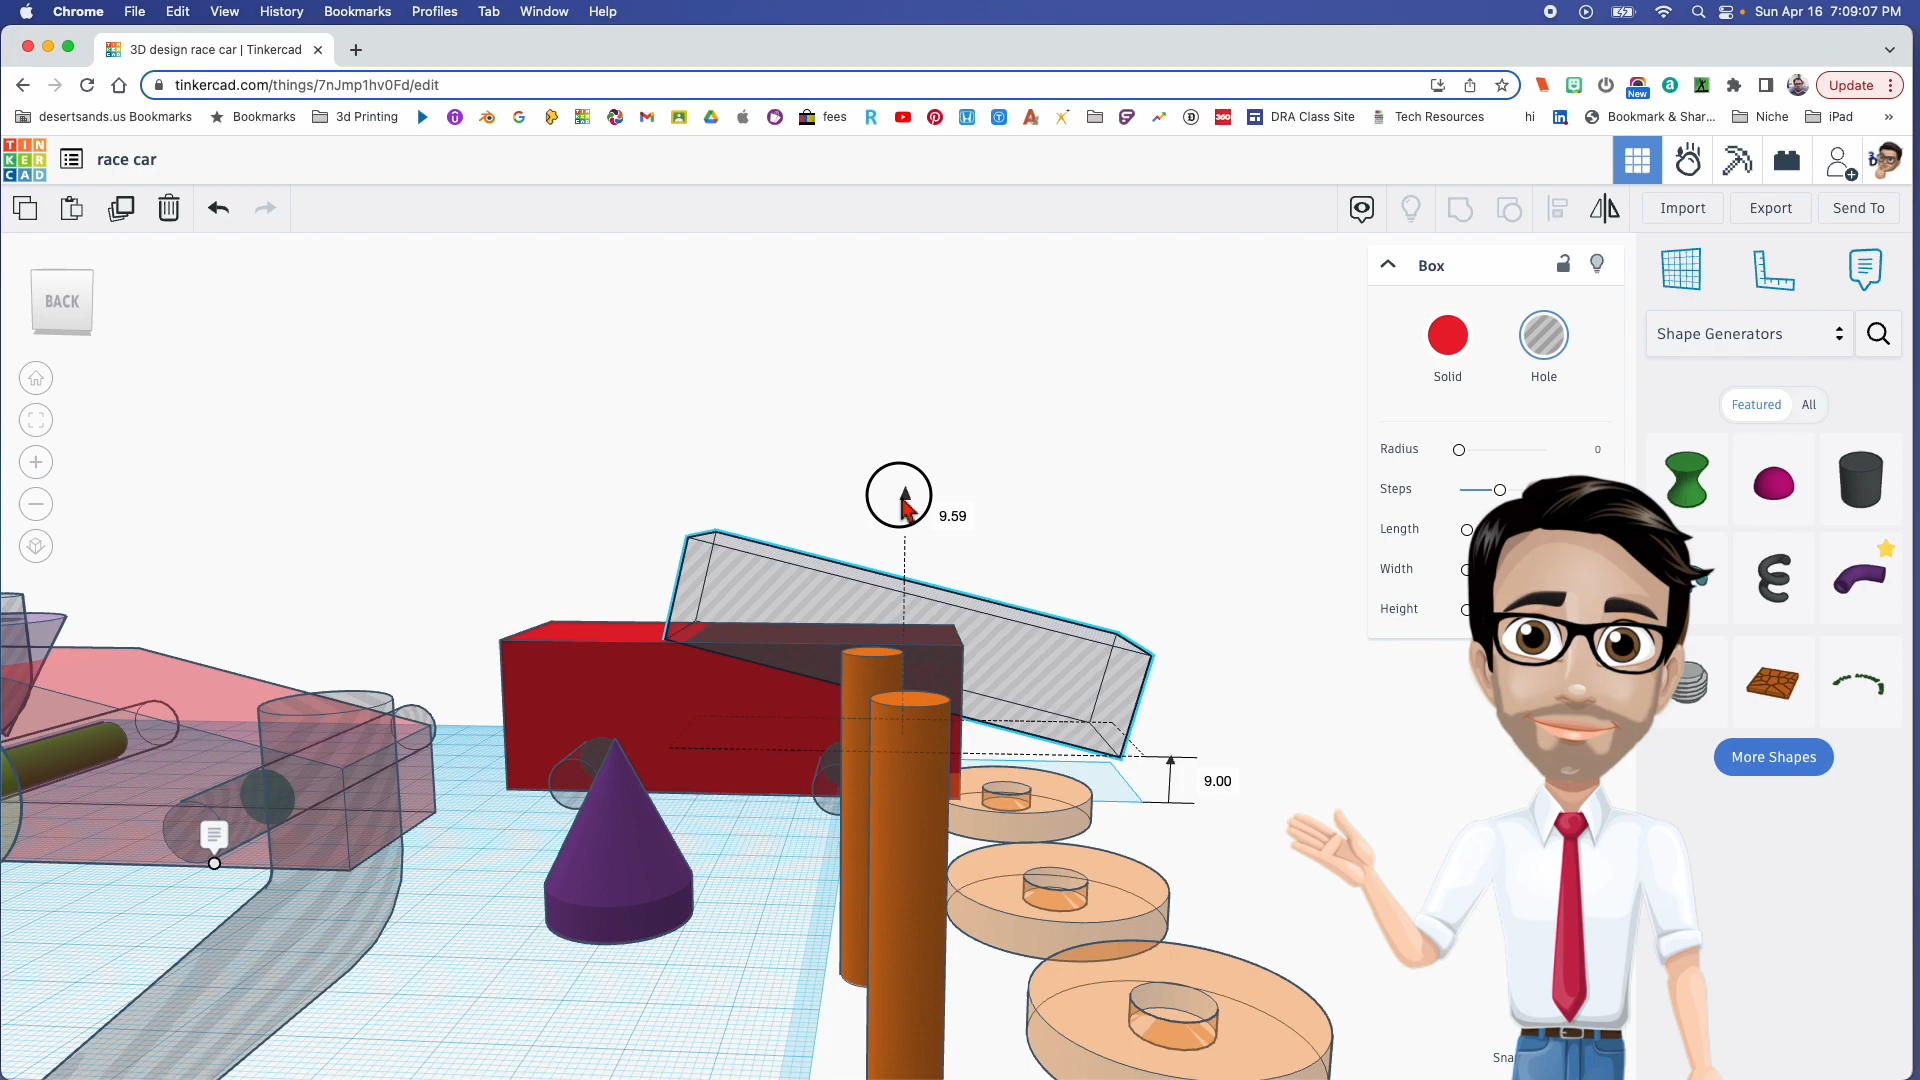 Chrome File Edit View History Bookmarks Profiles Tab Window Help Sun Apr 16 7:09:07 PM
3D design race car | Tinkercad
tinkercad.com/things/7nJmp1hv0Fd/edit New Update
desertsands.us Bookmarks Bookmarks 3d Printing fees DRA Class Site Tech Resources hi Bookmark & Shar... Niche iPad
TINKERCAD race car
Import Export Send To
BACK
Box
Solid Hole
Radius 0
Steps
Length
Width
Height
Shape Generators
Featured All
More Shapes
9.59
9.00
Sna